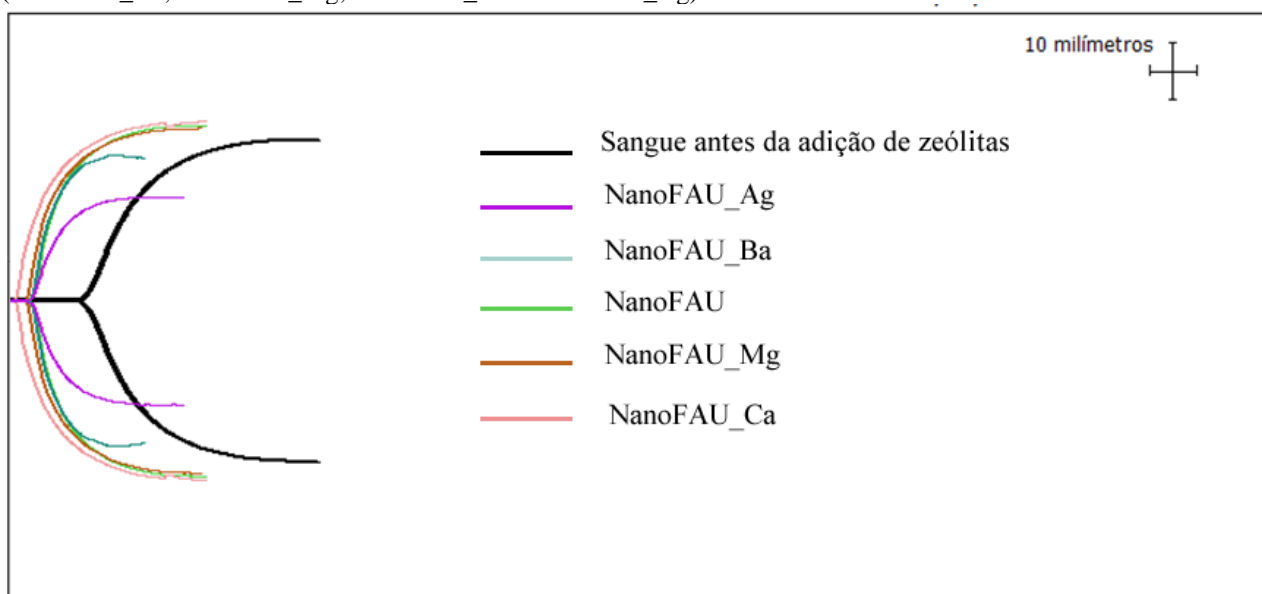 10 milímetros
Sangue antes da adição de zeólitas
NanoFAU_Ag
NanoFAU_Ba
NanoFAU
NanoFAU_Mg
NanoFAU_Ca